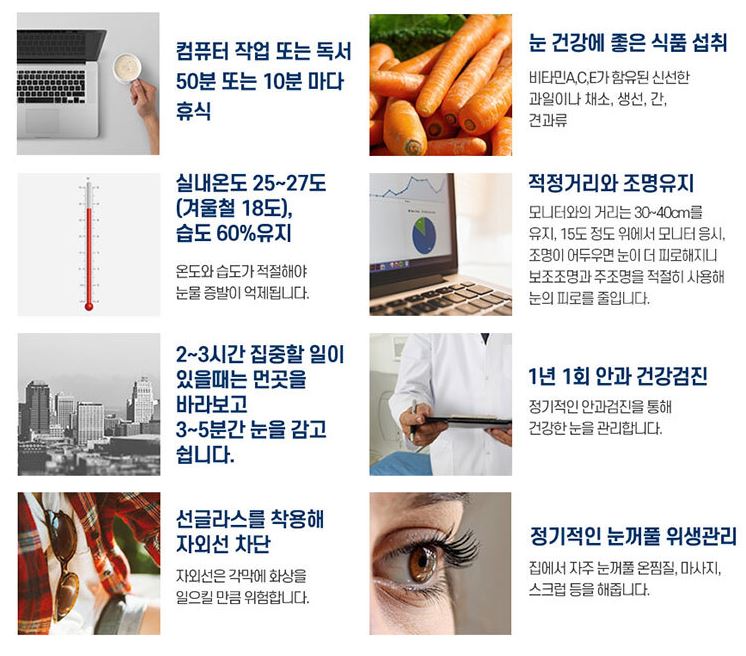 컴퓨터 작업 또는 독서
50분 또는 10분 마다
휴식
눈 건강에 좋은 식품 섭취
비타민A,C,E가 함유된 신선한
과일이나 채소, 생선, 간,
견과류
실내온도 25~27도
(겨울철 18도),
습도 60%유지
온도와 습도가 적절해야
눈물 증발이 억제됩니다.
적정거리와 조명유지
모니터와의 거리는 30~40cm를
유지, 15도 정도 위에서 모니터 응시,
조명이 어두우면 눈이 더 피로해지니
보조조명과 주조명을 적절히 사용해
눈의 피로를 줄입니다.
2~3시간 집중할 일이
있을때는 먼곳을
바라보고
3~5분간 눈을 감고
쉽니다.
1년 1회 안과 건강검진
정기적인 안과검진을 통해
건강한 눈을 관리합니다.
선글라스를 착용해
자외선 차단
자외선은 각막에 화상을
일으킬 만큼 위험합니다.
정기적인 눈꺼풀 위생관리
집에서 자주 눈꺼풀 온찜질, 마사지,
스크럽 등을 해줍니다.